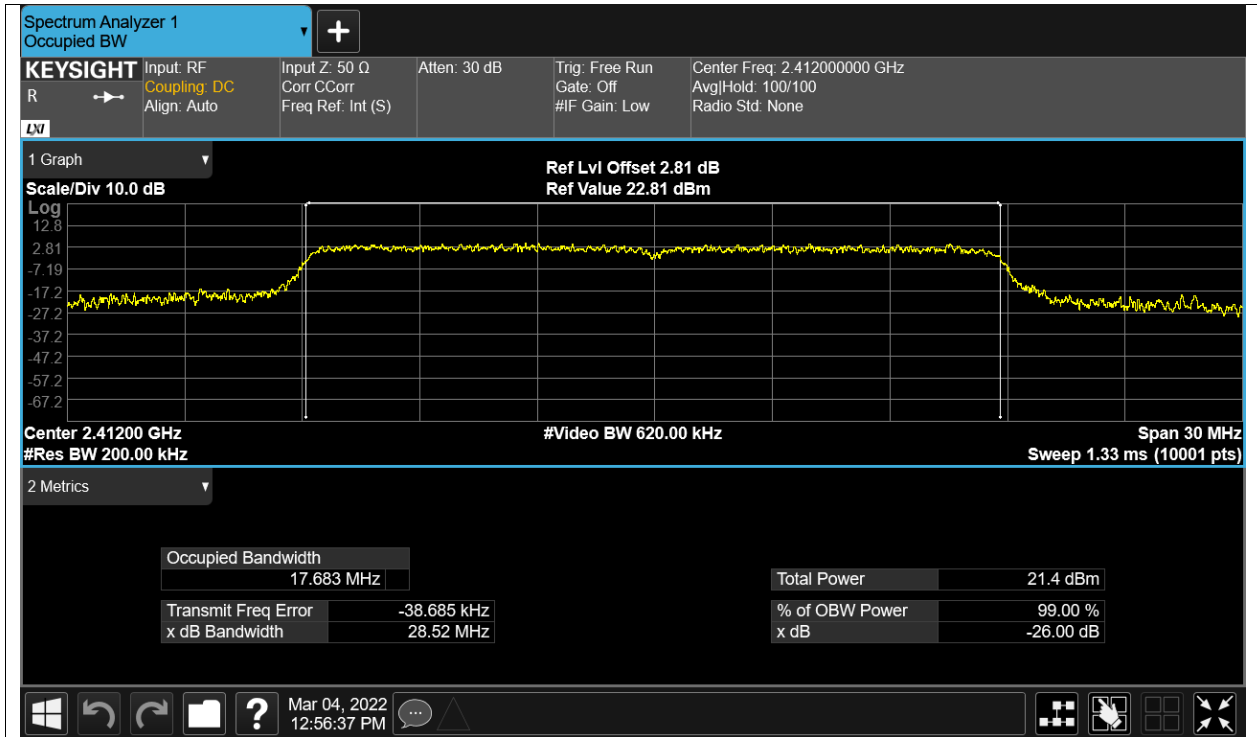 Spectrum Analyzer 1
Occupied BW
+
KEYSIGHT
R
LXI
Input: RF
Coupling: DC
Align: Auto
Input Z: 50 Ω
Corr CCorr
Freq Ref: Int (S)
Atten: 30 dB
Trig: Free Run
Gate: Off
#IF Gain: Low
Center Freq: 2.412000000 GHz
Avg|Hold: 100/100
Radio Std: None
1 Graph
Scale/Div 10.0 dB
Ref Lvl Offset 2.81 dB
Ref Value 22.81 dBm
Log
12.8
2.81
-7.19
-17.2
-27.2
-37.2
-47.2
-57.2
-67.2
Center 2.41200 GHz
#Video BW 620.00 kHz
Span 30 MHz
#Res BW 200.00 kHz
Sweep 1.33 ms (10001 pts)
2 Metrics
Occupied Bandwidth
17.683 MHz
Total Power 21.4 dBm
Transmit Freq Error -38.685 kHz
% of OBW Power 99.00 %
x dB Bandwidth 28.52 MHz
x dB -26.00 dB
?
Mar 04, 2022
12:56:37 PM